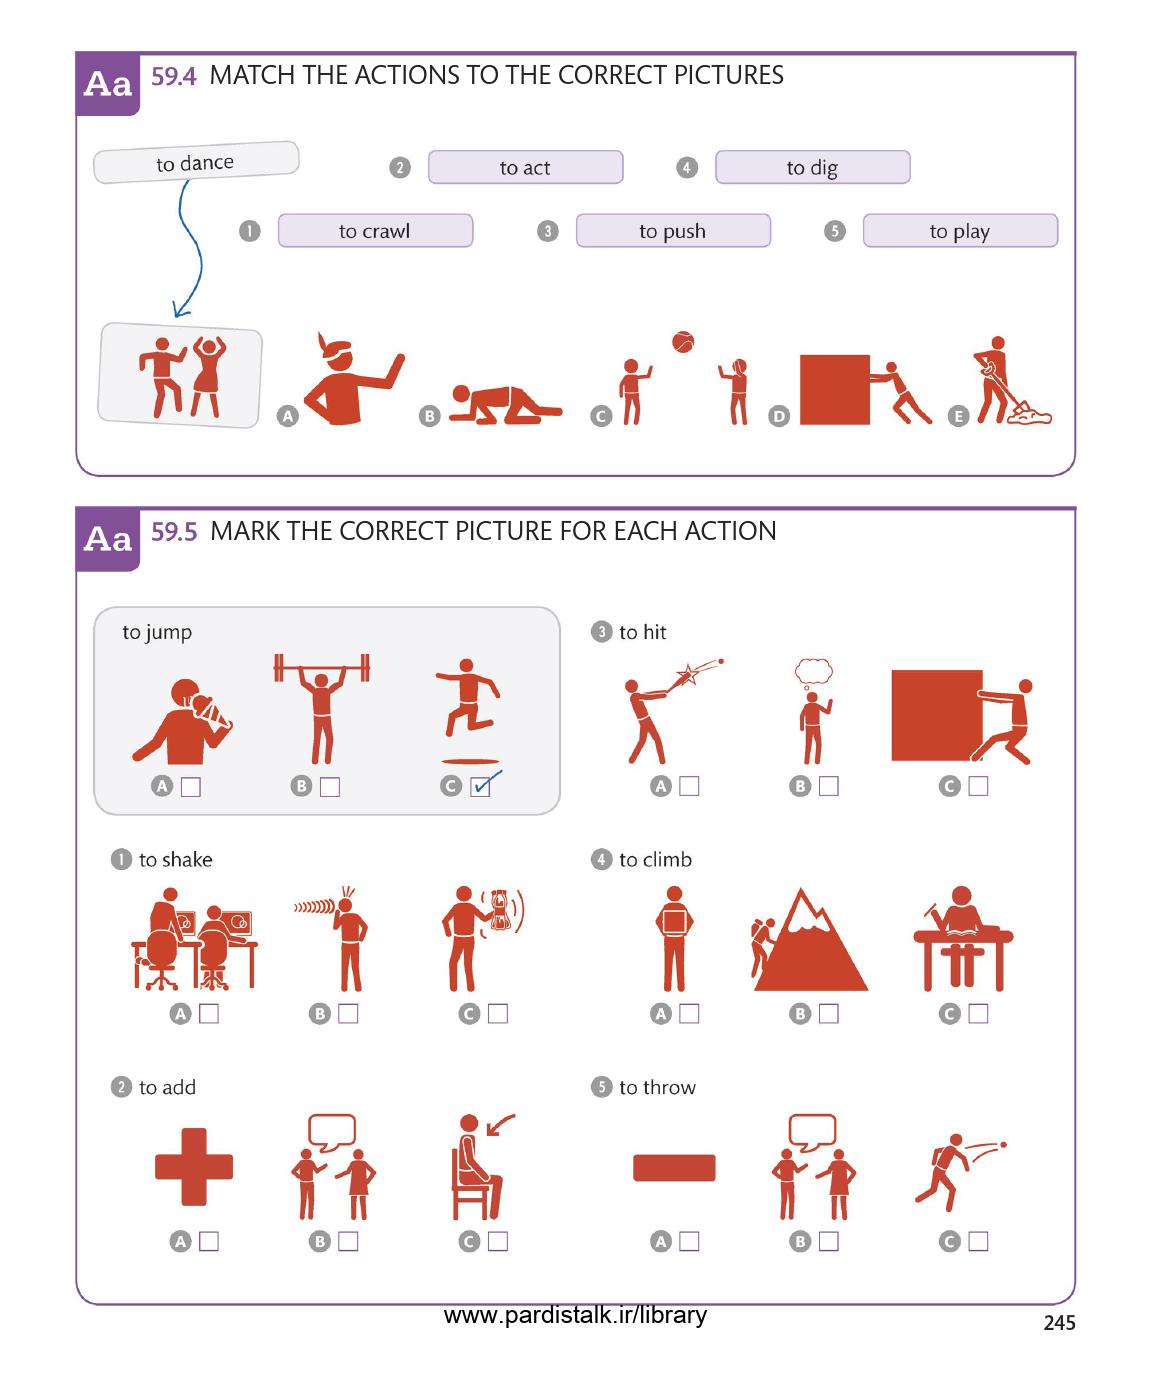 Aa 59.4 MATCH THE ACTIONS TO THE CORRECT PICTURES
to dance
2 to act
4 to dig
1 to crawl
3 to push
5 to play
A B C D E
Aa 59.5 MARK THE CORRECT PICTURE FOR EACH ACTION
to jump
A B C
3 to hit
A B C
1 to shake
A B C
4 to climb
A B C
2 to add
A B C
5 to throw
A B C
www.pardistalk.ir/library
245